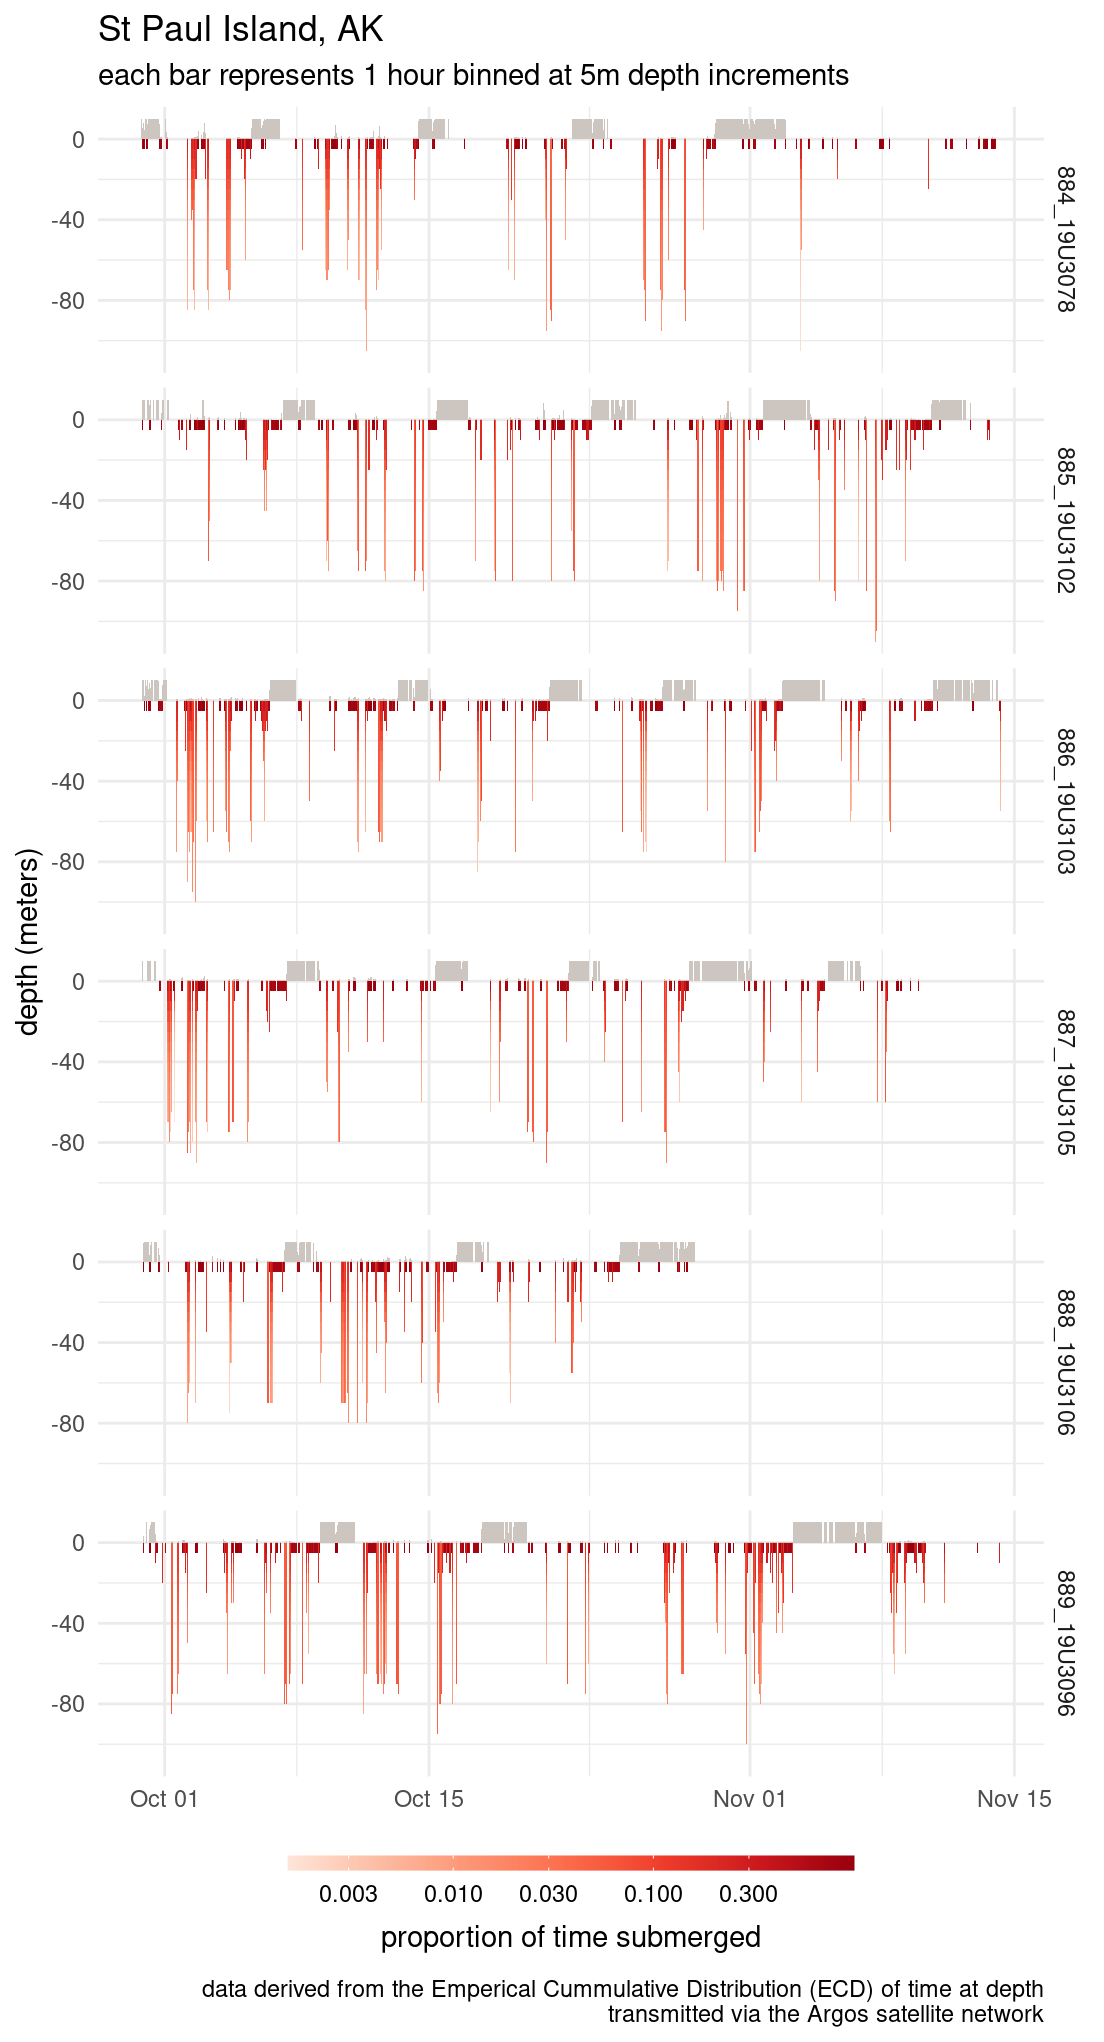 St Paul Island, AK
each bar represents 1 hour binned at 5m depth increments
0
-40
-80
884_19U3078
0
-40
-80
885_19U3102
0
-40
-80
886_19U3103
depth (meters)
0
-40
-80
887_19U3105
0
-40
-80
888_19U3106
0
-40
-80
889_19U3096
Oct 01 Oct 15 Nov 01 Nov 15
0.003 0.010 0.030 0.100 0.300
proportion of time submerged
data derived from the Emperical Cummulative Distribution (ECD) of time at depth
transmitted via the Argos satellite network